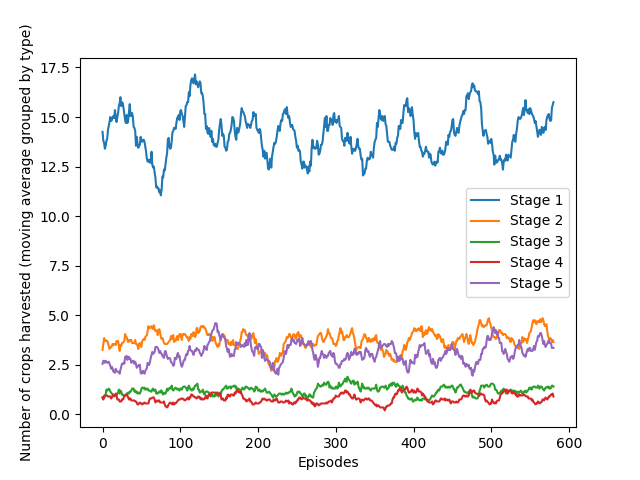 Number of crops harvested (moving average grouped by type)
17.5
15.0
12.5
10.0
7.5
5.0
2.5
0.0
Stage 1
Stage 2
Stage 3
Stage 4
Stage 5
0 100 200 300 400 500 600
Episodes